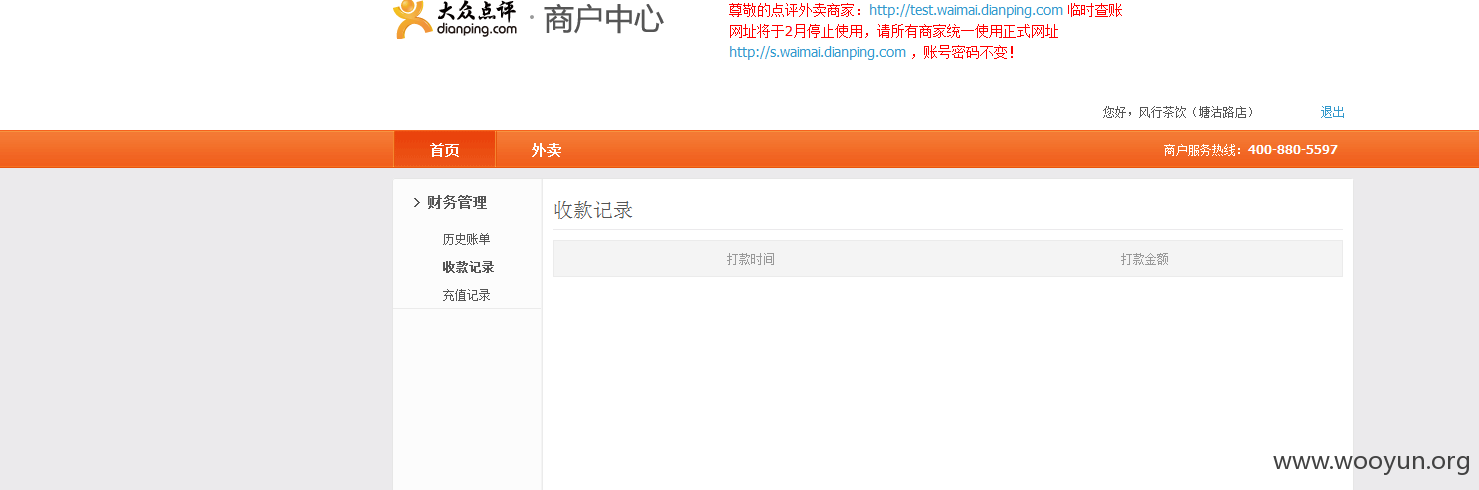 大众点评
dianping.com
·商户中心
尊敬的点评外卖商家：http://test.waimai.dianping.com 临时查账
网址将于2月停止使用，请所有商家统一使用正式网址
http://s.waimai.dianping.com ，账号密码不变！
您好，风行茶饮（塘沽路店） 退出
首页 外卖 商户服务热线：400-880-5597
> 财务管理
历史账单
收款记录
充值记录
收款记录
打款时间 打款金额
www.wooyun.org